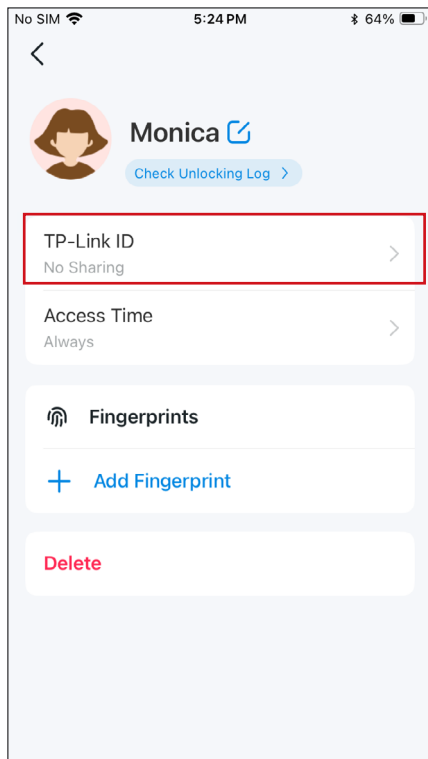 No SIM 5:24 PM 64%
Monica
Check Unlocking Log >
TP-Link ID
No Sharing
Access Time
Always
Fingerprints
Add Fingerprint
Delete